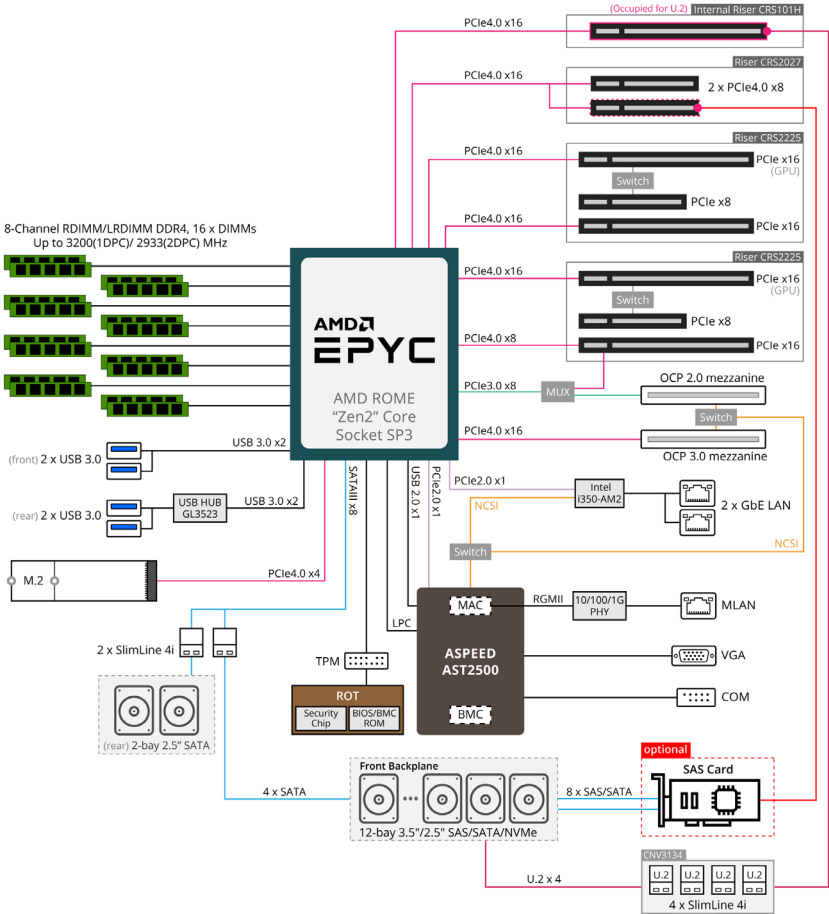 (Occupied for U.2) Internal Riser CRS101H
PCIe4.0 x16
Riser CRS2027
PCIe4.0 x16
2 x PCIe4.0 x8
Riser CRS2225
PCIe4.0 x16
PCIe x16
(GPU)
Switch
PCIe x8
PCIe4.0 x16
PCIe x16
8-Channel RDIMM/LRDIMM DDR4, 16 x DIMMs
Up to 3200(1DPC)/ 2933(2DPC) MHz
Riser CRS2225
PCIe4.0 x16
PCIe x16
(GPU)
Switch
PCIe x8
PCIe4.0 x8
PCIe x16
AMD
EPYC
AMD ROME
“Zen2” Core
Socket SP3
PCIe3.0 x8
MUX
OCP 2.0 mezzanine
Switch
PCIe4.0 x16
OCP 3.0 mezzanine
(front) 2 x USB 3.0
USB 3.0 x2
(rear) 2 x USB 3.0
USB HUB
GL3523
USB 3.0 x2
SATAIII x8
USB 2.0 x1
PCIe2.0 x1
PCIe2.0 x1
Intel
i350-AM2
2 x GbE LAN
NCSI
NCSI
Switch
M.2
PCIe4.0 x4
MAC
RGMII
10/100/1G
PHY
MLAN
LPC
2 x SlimLine 4i
TPM
ASPEED
AST2500
VGA
ROT
Security
Chip
BIOS/BMC
ROM
BMC
COM
(rear) 2-bay 2.5” SATA
optional
SAS Card
Front Backplane
4 x SATA
8 x SAS/SATA
12-bay 3.5"/2.5" SAS/SATA/NVMe
CNV3134
U.2 x 4
U.2 U.2 U.2 U.2
4 x SlimLine 4i